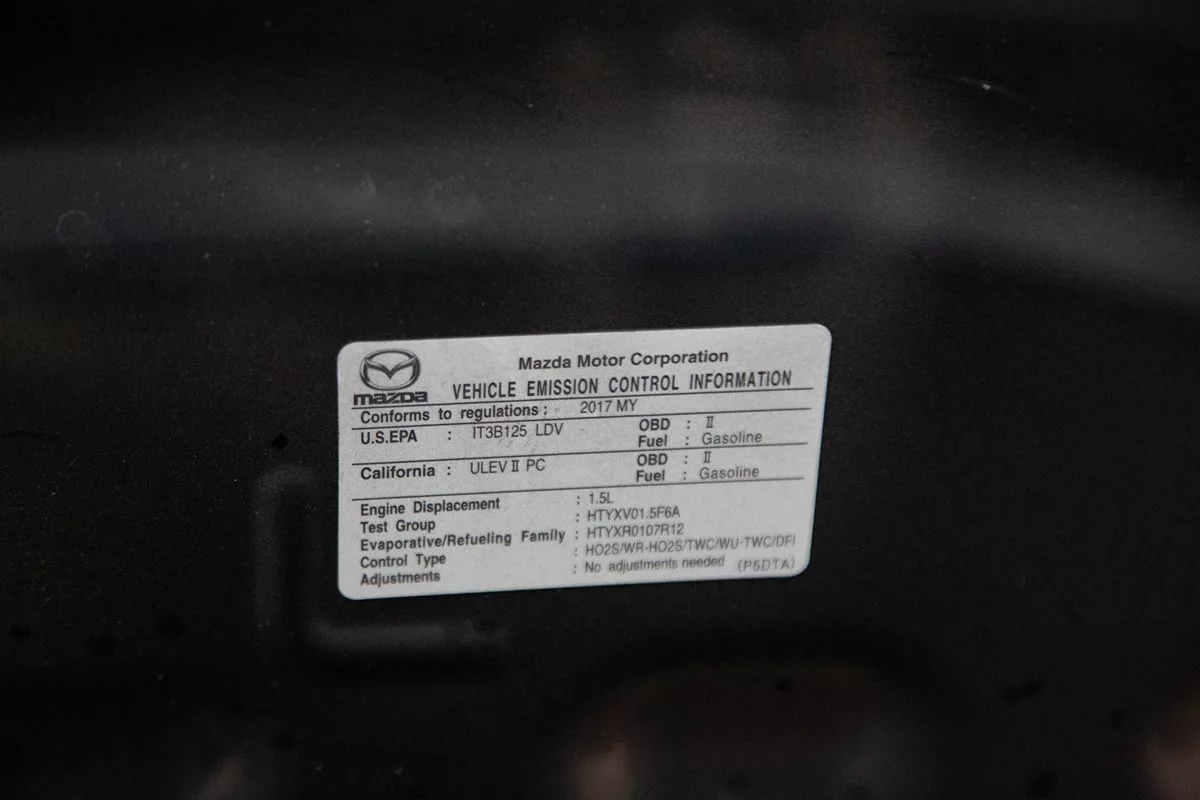 Mazda Motor Corporation
mazda VEHICLE EMISSION CONTROL INFORMATION
Conforms to regulations : 2017 MY
U.S.EPA : IT3B125 LDV OBD : II
Fuel : Gasoline
California : ULEV II PC OBD : II
Fuel : Gasoline
Engine Displacement : 1.5L
Test Group : HTYXV01.5F6A
Evaporative/Refueling Family : HTYXR0107R12
Control Type : HO2S/WR-HO2S/TWC/WU-TWC/DFI
Adjustments : No adjustments needed (P5DTA)